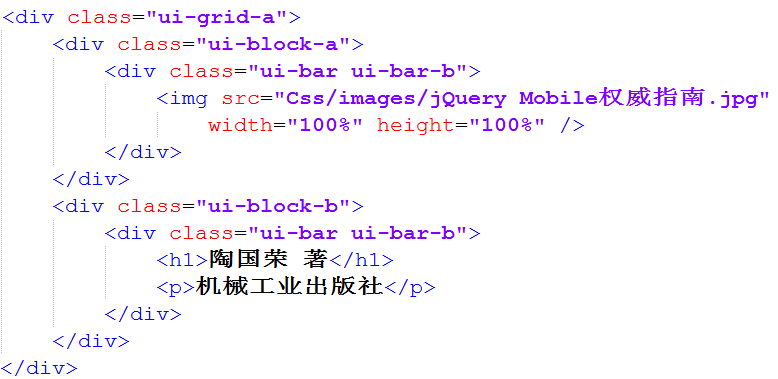 <div class="ui-grid-a">
    <div class="ui-block-a">
        <div class="ui-bar ui-bar-b">
            <img src="Css/images/jQuery Mobile权威指南.jpg"
                width="100%" height="100%" />
        </div>
    </div>
    <div class="ui-block-b">
        <div class="ui-bar ui-bar-b">
            <h1>陶国荣 著</h1>
            <p>机械工业出版社</p>
        </div>
    </div>
</div>